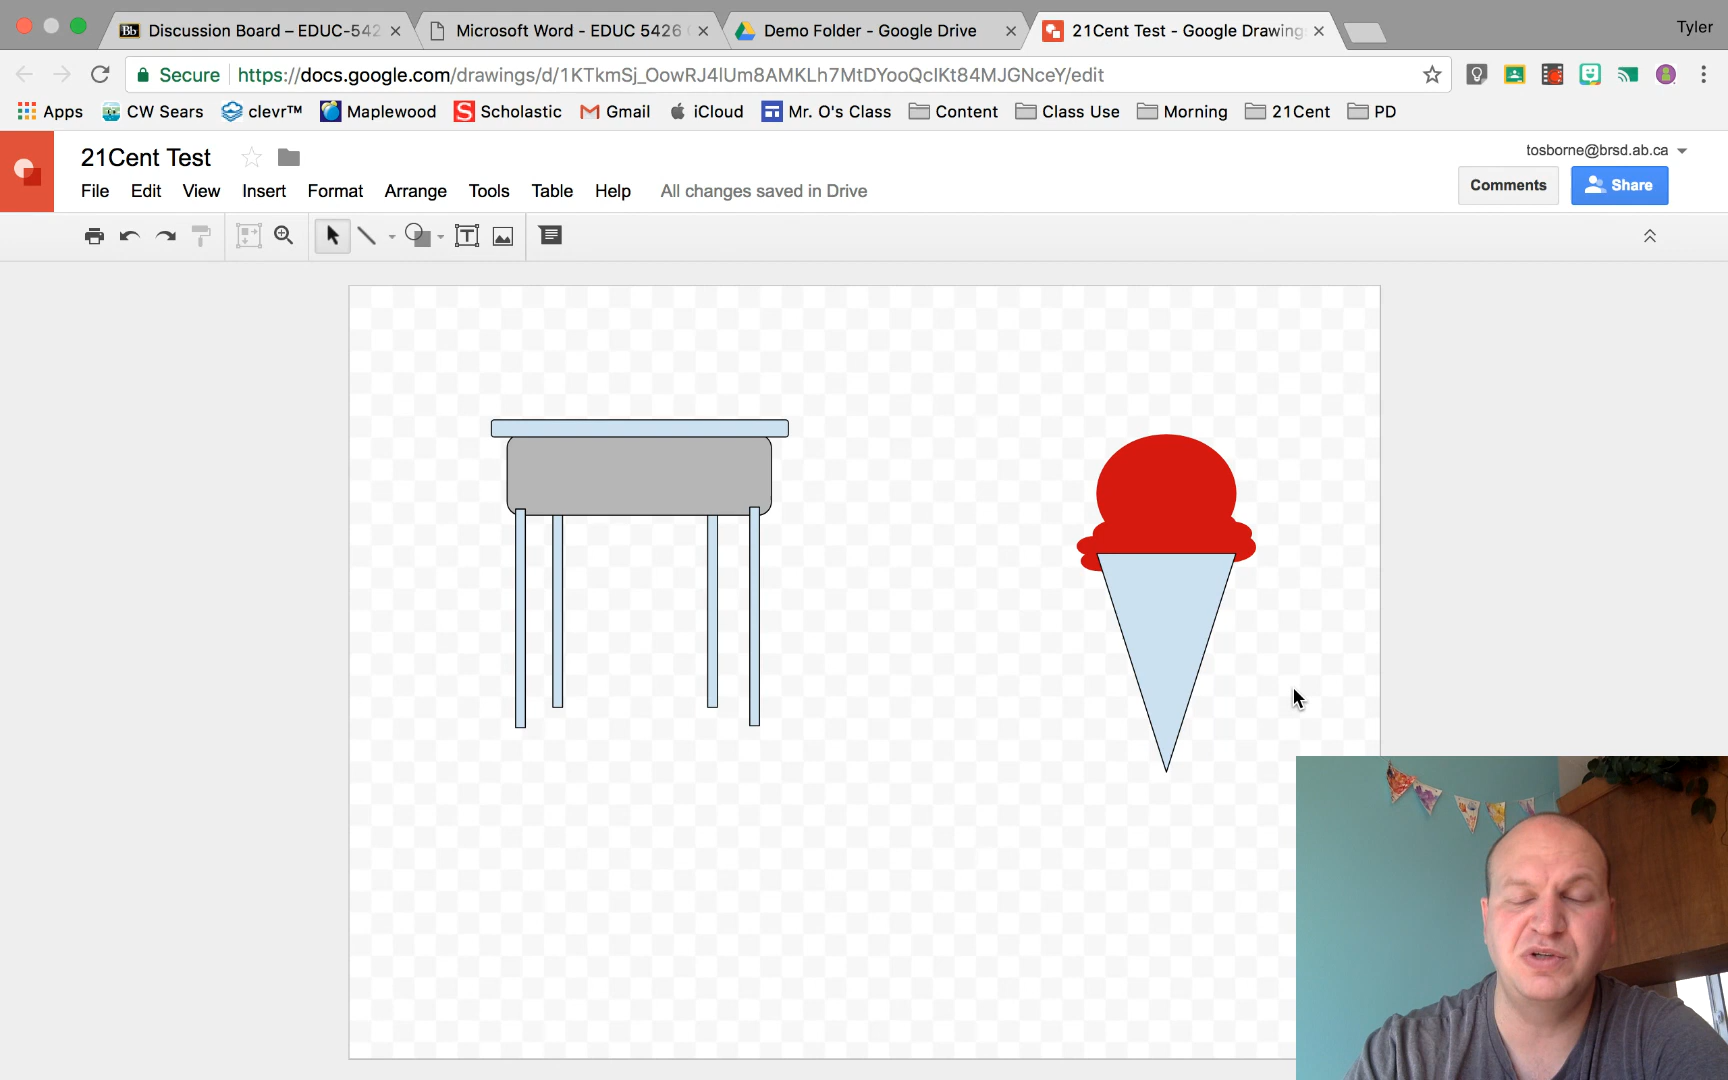 Bb Discussion Board – EDUC-542
Microsoft Word - EDUC 5426
Demo Folder - Google Drive
21Cent Test - Google Drawing
Tyler
Secure https://docs.google.com/drawings/d/1KTkmSj_OowRJ4lUm8AMKLh7MtDYooQclKt84MJGNceY/edit
Apps CW Sears clevr™ Maplewood S Scholastic Gmail iCloud Mr. O's Class Content Class Use Morning 21Cent PD
21Cent Test
tosborne@brsd.ab.ca
File Edit View Insert Format Arrange Tools Table Help All changes saved in Drive
Comments Share